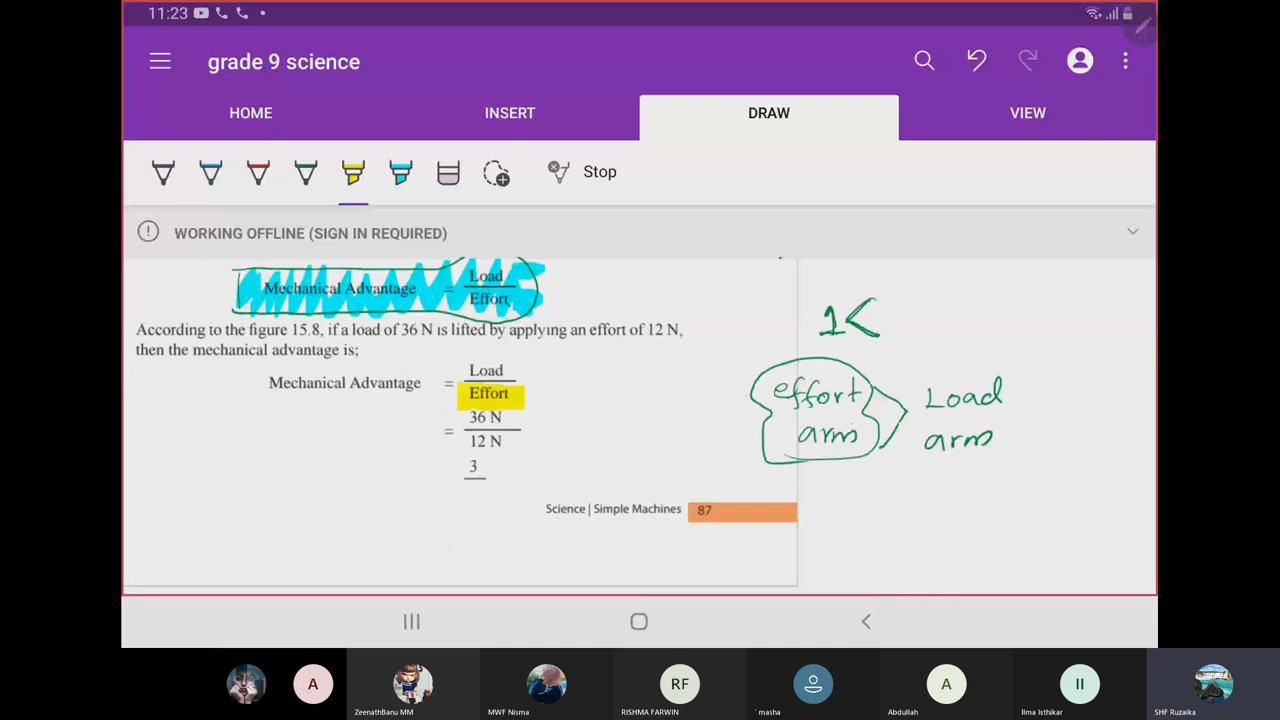 11:23
grade 9 science
HOME INSERT DRAW VIEW
Stop
WORKING OFFLINE (SIGN IN REQUIRED)
Mechanical Advantage = Load
Effort
According to the figure 15.8, if a load of 36 N is lifted by applying an effort of 12 N,
then the mechanical advantage is;
Mechanical Advantage = Load
Effort
= 36 N
12 N
3
Science | Simple Machines 87
1<
effort > Load
arms arm
A RF A II
ZeenathBanu MM MWF Nisma RISHMA FARWIN ' masha Abdullah Ilma Isthikar SHF Ruzaika